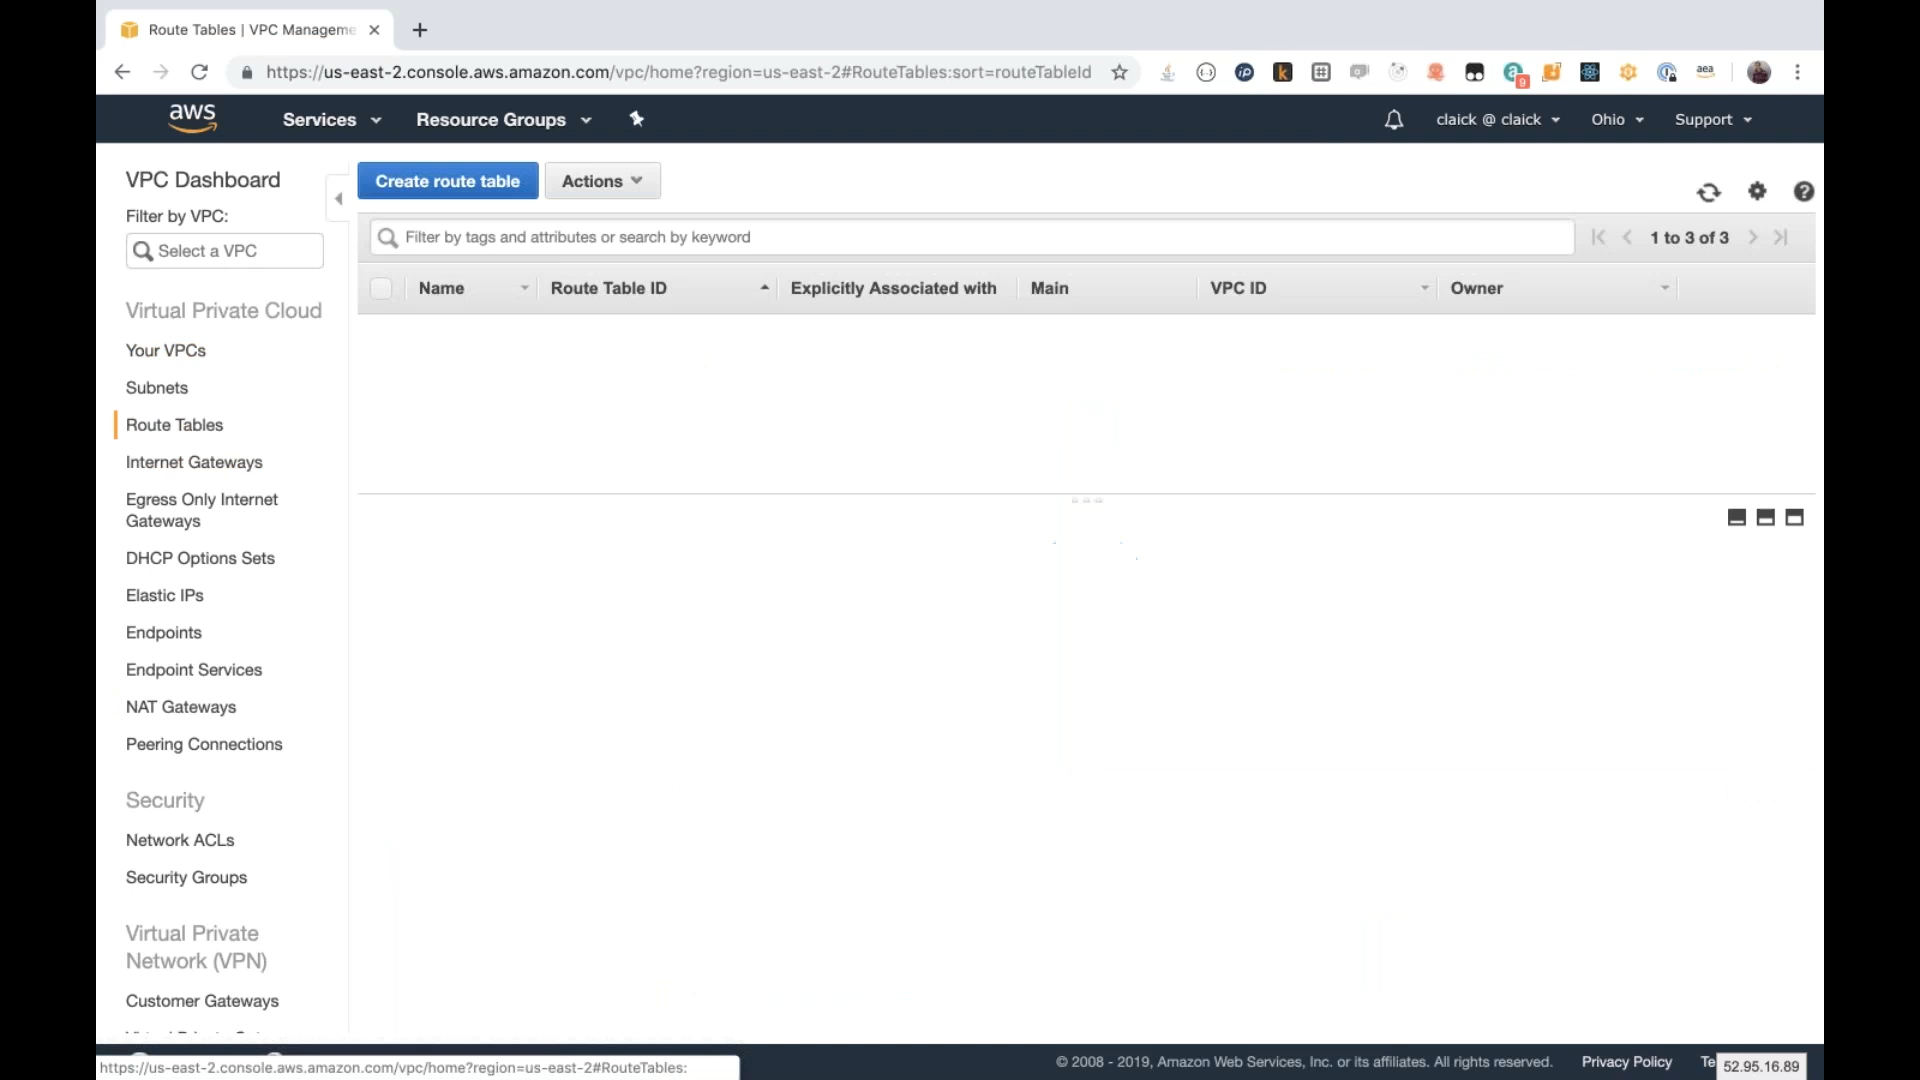 Route Tables | VPC Manageme
https://us-east-2.console.aws.amazon.com/vpc/home?region=us-east-2#RouteTables:sort=routeTableId
9
aea
aws
Services
Resource Groups
claick @ claick
Ohio
Support
VPC Dashboard
Filter by VPC:
Select a VPC
Virtual Private Cloud
Your VPCs
Subnets
Route Tables
Internet Gateways
Egress Only Internet
Gateways
DHCP Options Sets
Elastic IPs
Endpoints
Endpoint Services
NAT Gateways
Peering Connections
Security
Network ACLs
Security Groups
Virtual Private
Network (VPN)
Customer Gateways
Create route table
Actions
Filter by tags and attributes or search by keyword
1 to 3 of 3
Name
Route Table ID
Explicitly Associated with
Main
VPC ID
Owner
https://us-east-2.console.aws.amazon.com/vpc/home?region=us-east-2#RouteTables:
© 2008 - 2019, Amazon Web Services, Inc. or its affiliates. All rights reserved.
Privacy Policy
Te
52.95.16.89